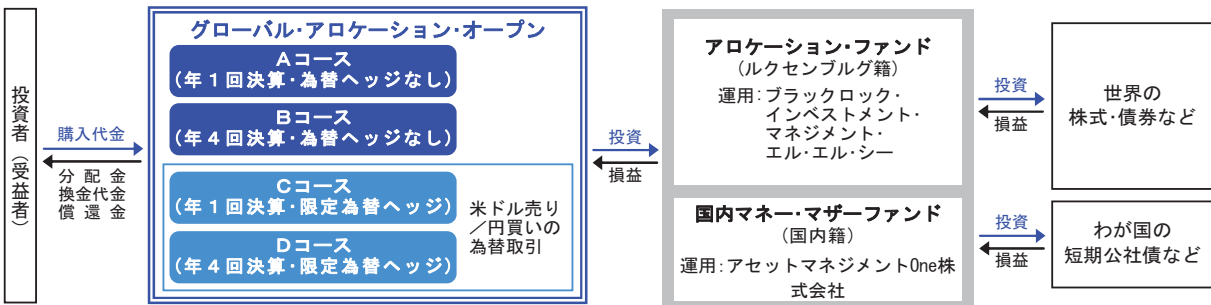 投資者（受益者）
購入代金
分配金
換金代金
償還金
グローバル・アロケーション・オープン
Aコース
（年１回決算・為替ヘッジなし）
Bコース
（年４回決算・為替ヘッジなし）
Cコース
（年１回決算・限定為替ヘッジ）
Dコース
（年４回決算・限定為替ヘッジ）
米ドル売り
／円買いの
為替取引
投資
損益
アロケーション・ファンド
（ルクセンブルグ籍）
運用：ブラックロック・
インベストメント・
マネジメント・
エル・エル・シー
投資
損益
世界の
株式・債券など
国内マネー・マザーファンド
（国内籍）
運用：アセットマネジメントOne株
式会社
投資
損益
わが国の
短期公社債など